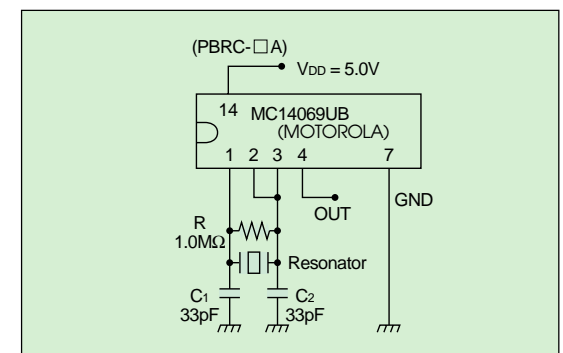 (PBRC-□A)
VDD = 5.0V
14 MC14069UB
(MOTOROLA)
1 2 3 4 7
GND
OUT
R
1.0MΩ
Resonator
C1 C2
33pF 33pF